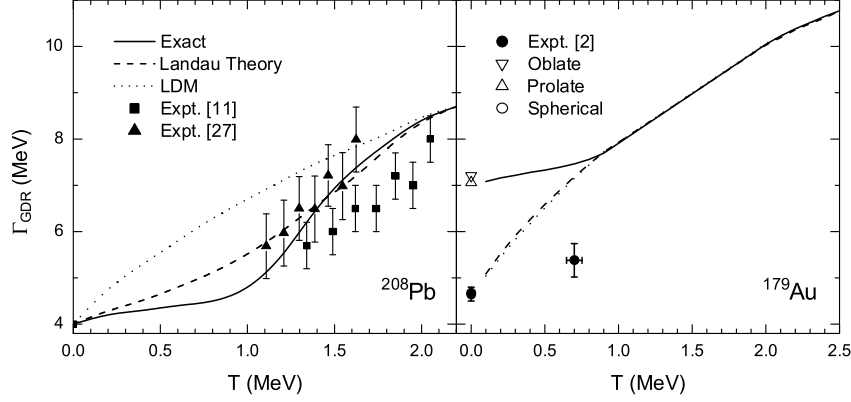 Γ_GDR (MeV)
10
8
6
4
Exact
Landau Theory
LDM
Expt. [11]
Expt. [27]
²⁰⁸Pb
0.0 0.5 1.0 1.5 2.0
T (MeV)
Expt. [2]
Oblate
Prolate
Spherical
¹⁷⁹Au
0.0 0.5 1.0 1.5 2.0 2.5
T (MeV)